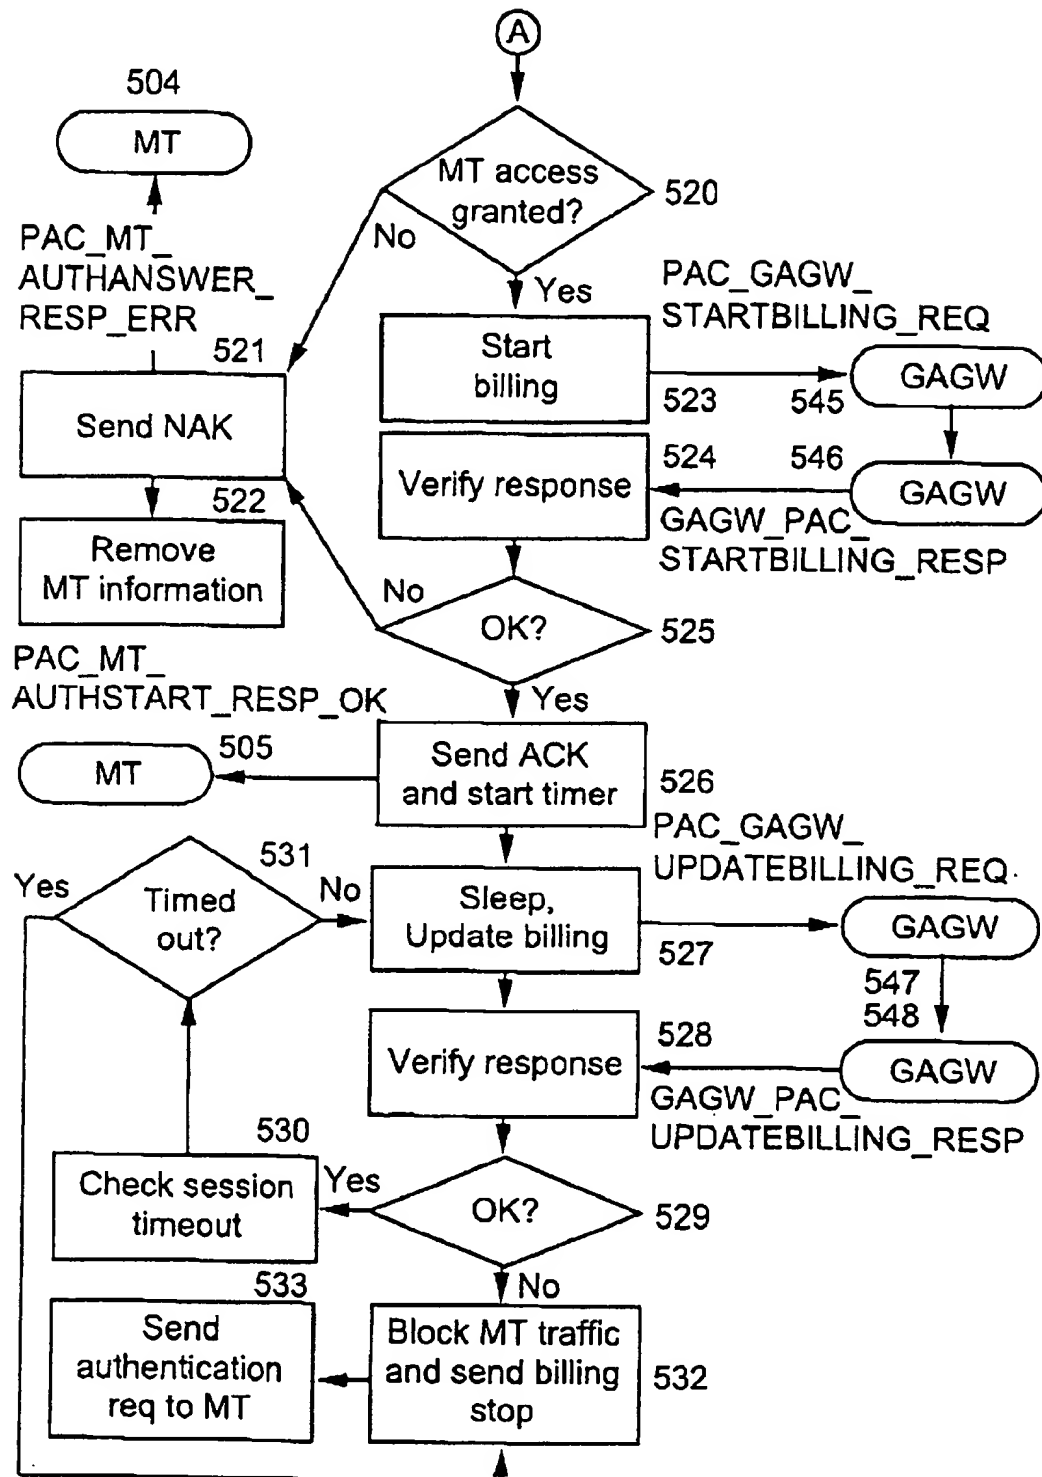 A
504
MT
MT access
granted?
520
No
Yes
PAC_MT_
AUTHANSWER_
RESP_ERR
PAC_GAGW_
STARTBILLING_REQ
521
Start
billing
GAGW
523
545
Send NAK
524
546
Verify response
GAGW
522
GAGW_PAC_
STARTBILLING_RESP
Remove
MT information
No
OK?
525
PAC_MT_
AUTHSTART_RESP_OK
Yes
505
MT
Send ACK
and start timer
526
PAC_GAGW_
UPDATEBILLING_REQ.
531
Yes
Timed
out?
No
Sleep,
Update billing
527
GAGW
547
548
528
Verify response
GAGW
GAGW_PAC_
UPDATEBILLING_RESP
530
Check session
timeout
Yes
OK?
529
No
533
Send
authentication
req to MT
Block MT traffic
and send billing
stop
532